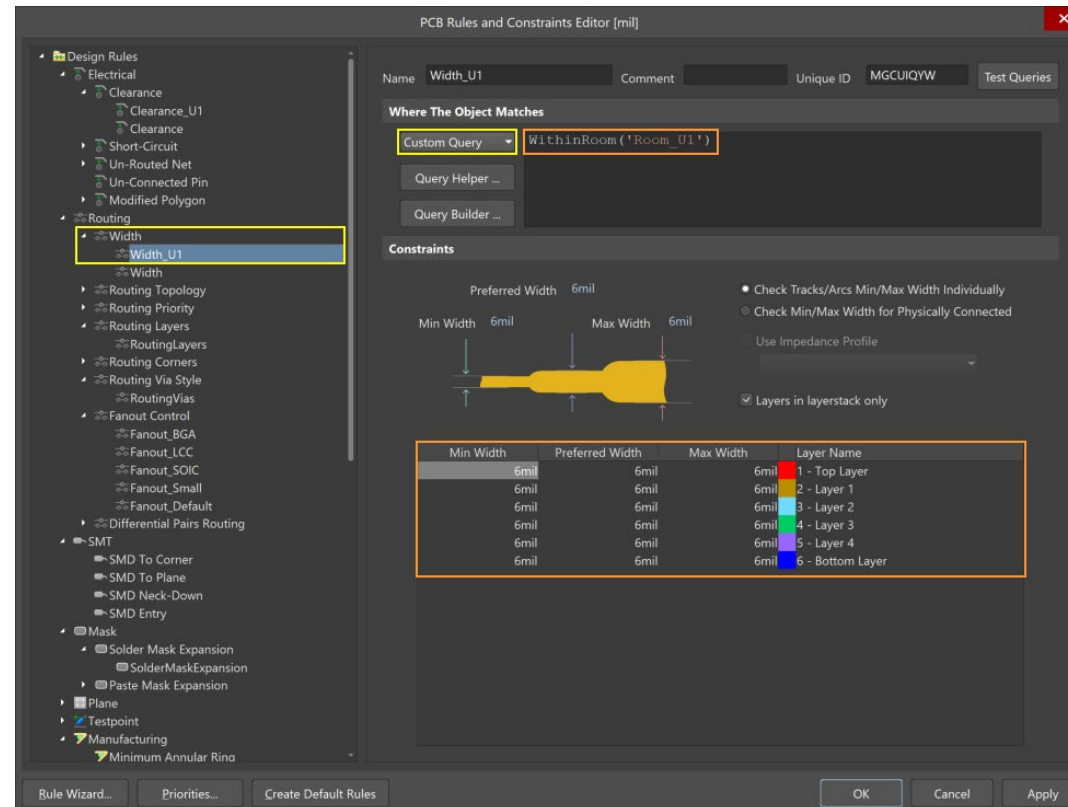 PCB Rules and Constraints Editor [mil]
Design Rules
Electrical
Clearance
Clearance_U1
Clearance
Short-Circuit
Un-Routed Net
Un-Connected Pin
Modified Polygon
Routing
Width
Width_U1
Width
Routing Topology
Routing Priority
Routing Layers
RoutingLayers
Routing Corners
Routing Via Style
RoutingVias
Fanout Control
Fanout_BGA
Fanout_LCC
Fanout_SOIC
Fanout_Small
Fanout_Default
Differential Pairs Routing
SMT
SMD To Corner
SMD To Plane
SMD Neck-Down
SMD Entry
Mask
Solder Mask Expansion
SolderMaskExpansion
Paste Mask Expansion
Plane
Testpoint
Manufacturing
Minimum Annular Ring
Name Width_U1 Comment Unique ID MGCUIQYW Test Queries
Where The Object Matches
Custom Query WithinRoom('Room_U1')
Query Helper ...
Query Builder ...
Constraints
Preferred Width 6mil
Min Width 6mil Max Width 6mil
Check Tracks/Arcs Min/Max Width Individually
Check Min/Max Width for Physically Connected
Use Impedance Profile
Layers in layerstack only
Min Width Preferred Width Max Width Layer Name
6mil 6mil 6mil 1 - Top Layer
6mil 6mil 6mil 2 - Layer 1
6mil 6mil 6mil 3 - Layer 2
6mil 6mil 6mil 4 - Layer 3
6mil 6mil 6mil 5 - Layer 4
6mil 6mil 6mil 6 - Bottom Layer
Rule Wizard... Priorities... Create Default Rules OK Cancel Apply